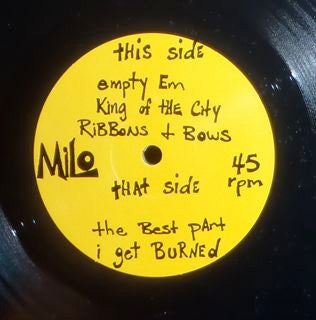 this side
empty Em
King of the City
Ribbons + Bows
MiLo
45
rpm
that side
the Best pArt
i get BURNed